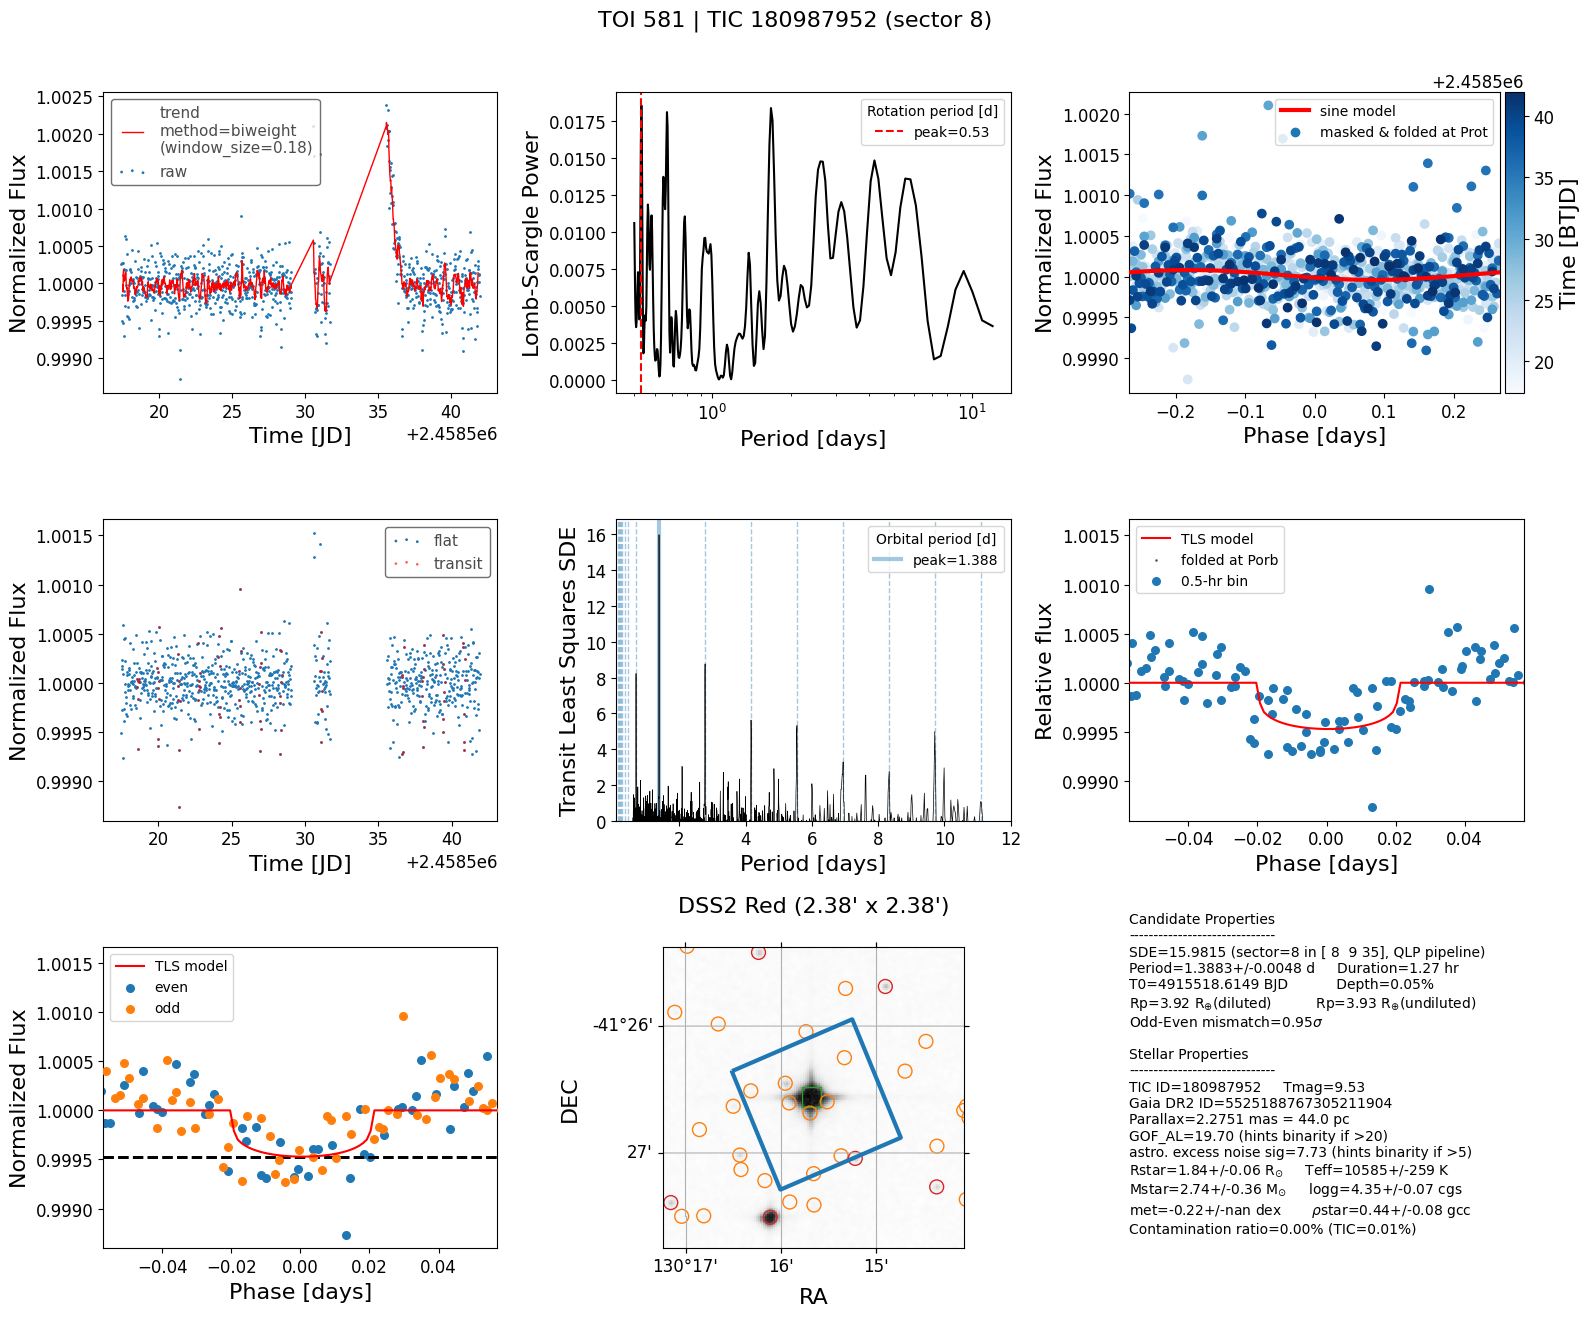 TOI 581 | TIC 180987952 (sector 8)
Normalized Flux
1.0025
1.0020
1.0015
1.0010
1.0005
1.0000
0.9995
0.9990
trend
method=biweight
(window_size=0.18)
raw
20 25 30 35 40
Time [JD]
+2.4585e6
Lomb-Scargle Power
0.0175
0.0150
0.0125
0.0100
0.0075
0.0050
0.0025
0.0000
Rotation period [d]
peak=0.53
10⁰ 10¹
Period [days]
Normalized Flux
1.0020
1.0015
1.0010
1.0005
1.0000
0.9995
0.9990
sine model
masked & folded at Prot
−0.2 −0.1 0.0 0.1 0.2
Phase [days]
+2.4585e6
40
35
30
25
20
Time [BTJD]
Normalized Flux
1.0015
1.0010
1.0005
1.0000
0.9995
0.9990
flat
transit
20 25 30 35 40
Time [JD]
+2.4585e6
Transit Least Squares SDE
16
14
12
10
8
6
4
2
0
Orbital period [d]
peak=1.388
2 4 6 8 10 12
Period [days]
Relative flux
1.0015
1.0010
1.0005
1.0000
0.9995
0.9990
TLS model
folded at Porb
0.5-hr bin
−0.04 −0.02 0.00 0.02 0.04
Phase [days]
Normalized Flux
1.0015
1.0010
1.0005
1.0000
0.9995
0.9990
TLS model
even
odd
−0.04 −0.02 0.00 0.02 0.04
Phase [days]
DSS2 Red (2.38' x 2.38')
DEC
-41°26'
27'
130°17' 16' 15'
RA
Candidate Properties
------------------------------
SDE=15.9815 (sector=8 in [ 8 9 35], QLP pipeline)
Period=1.3883+/-0.0048 d Duration=1.27 hr
T0=4915518.6149 BJD Depth=0.05%
Rp=3.92 R⊕(diluted) Rp=3.93 R⊕(undiluted)
Odd-Even mismatch=0.95σ
Stellar Properties
------------------------------
TIC ID=180987952 Tmag=9.53
Gaia DR2 ID=5525188767305211904
Parallax=2.2751 mas = 44.0 pc
GOF_AL=19.70 (hints binarity if >20)
astro. excess noise sig=7.73 (hints binarity if >5)
Rstar=1.84+/-0.06 R⊙ Teff=10585+/-259 K
Mstar=2.74+/-0.36 M⊙ logg=4.35+/-0.07 cgs
met=-0.22+/-nan dex ρstar=0.44+/-0.08 gcc
Contamination ratio=0.00% (TIC=0.01%)